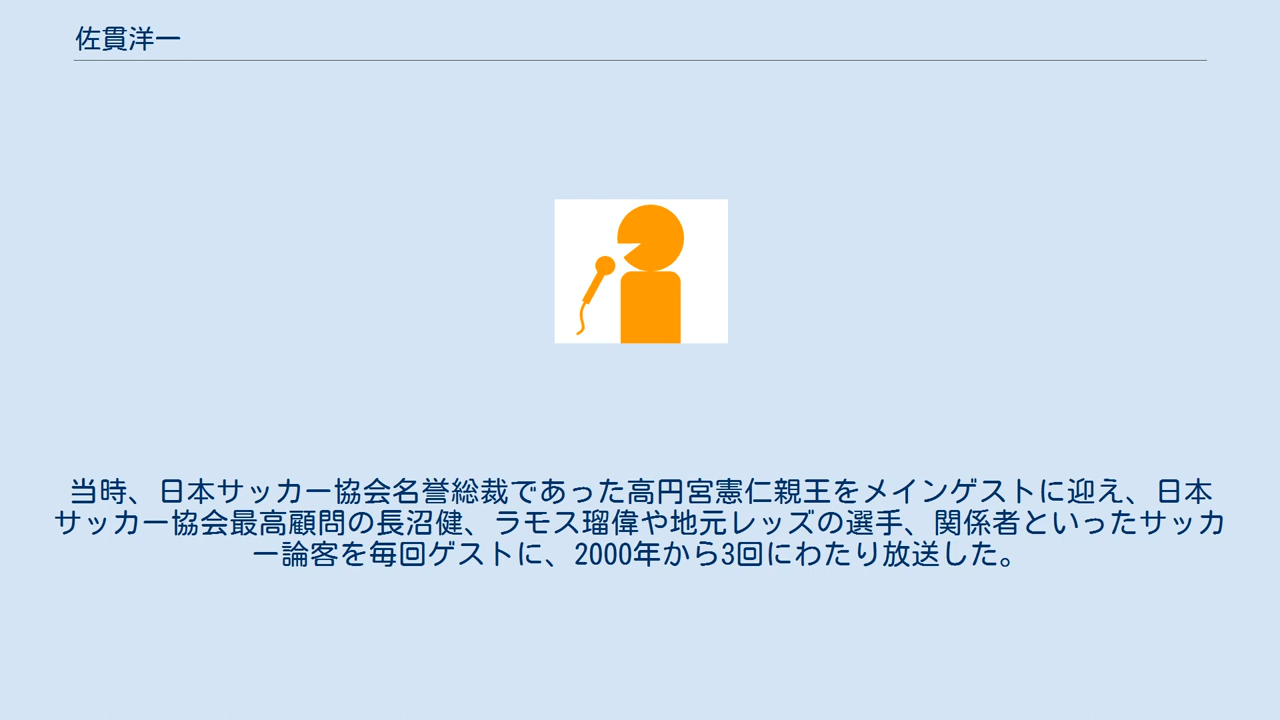 佐貫洋一
当時、日本サッカー協会名誉総裁であった高円宮憲仁親王をメインゲストに迎え、日本
サッカー協会最高顧問の長沼健、ラモス瑠偉や地元レッズの選手、関係者といったサッカ
ー論客を毎回ゲストに、2000年から3回にわたり放送した。